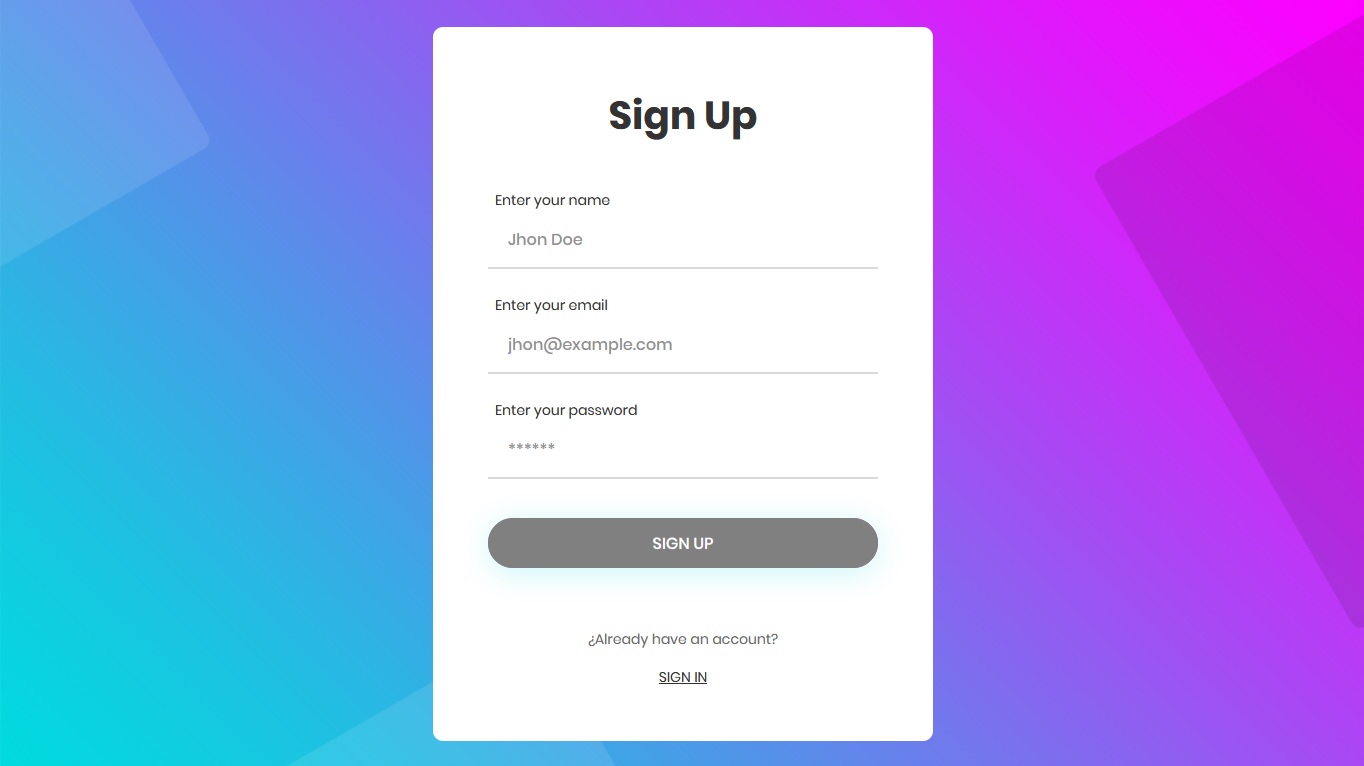 Sign Up
Enter your name
Jhon Doe
Enter your email
jhon@example.com
Enter your password
******
SIGN UP
¿Already have an account?
SIGN IN